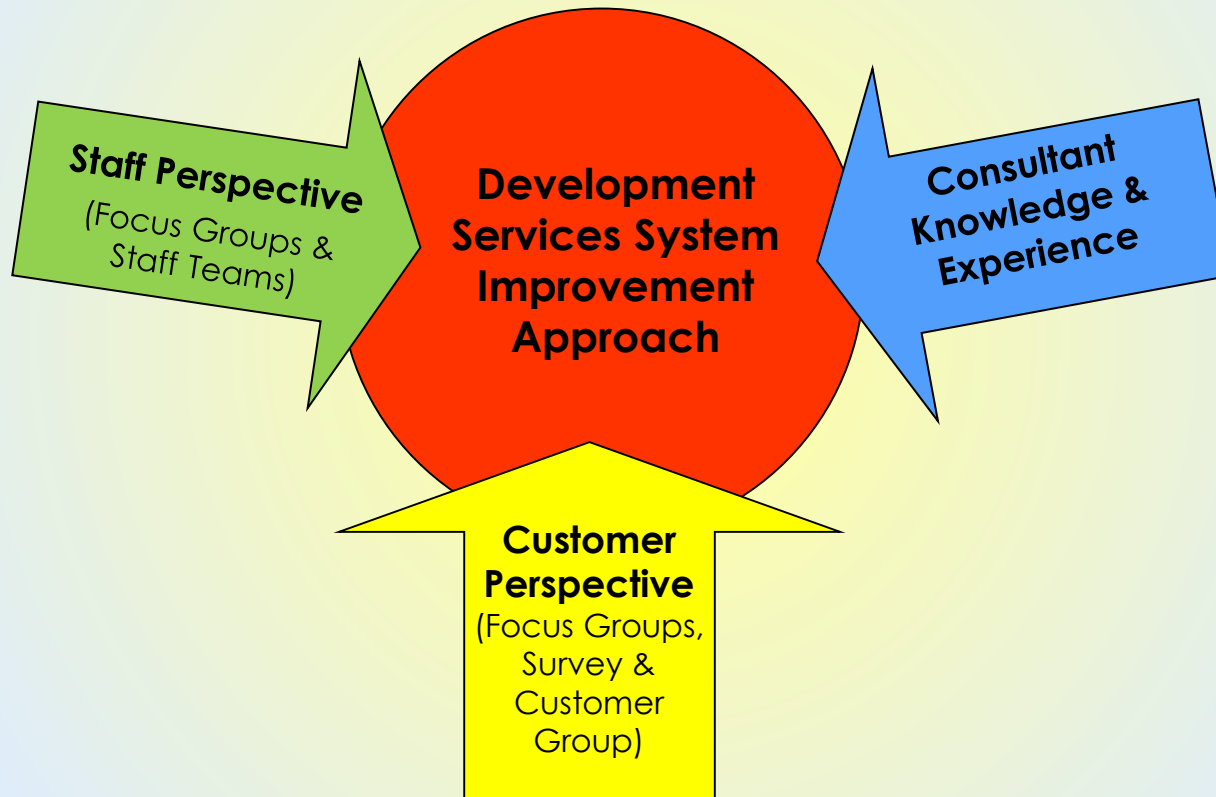 Staff Perspective
(Focus Groups &
Staff Teams)
Development
Services System
Improvement
Approach
Consultant
Knowledge &
Experience
Customer
Perspective
(Focus Groups,
Survey &
Customer
Group)